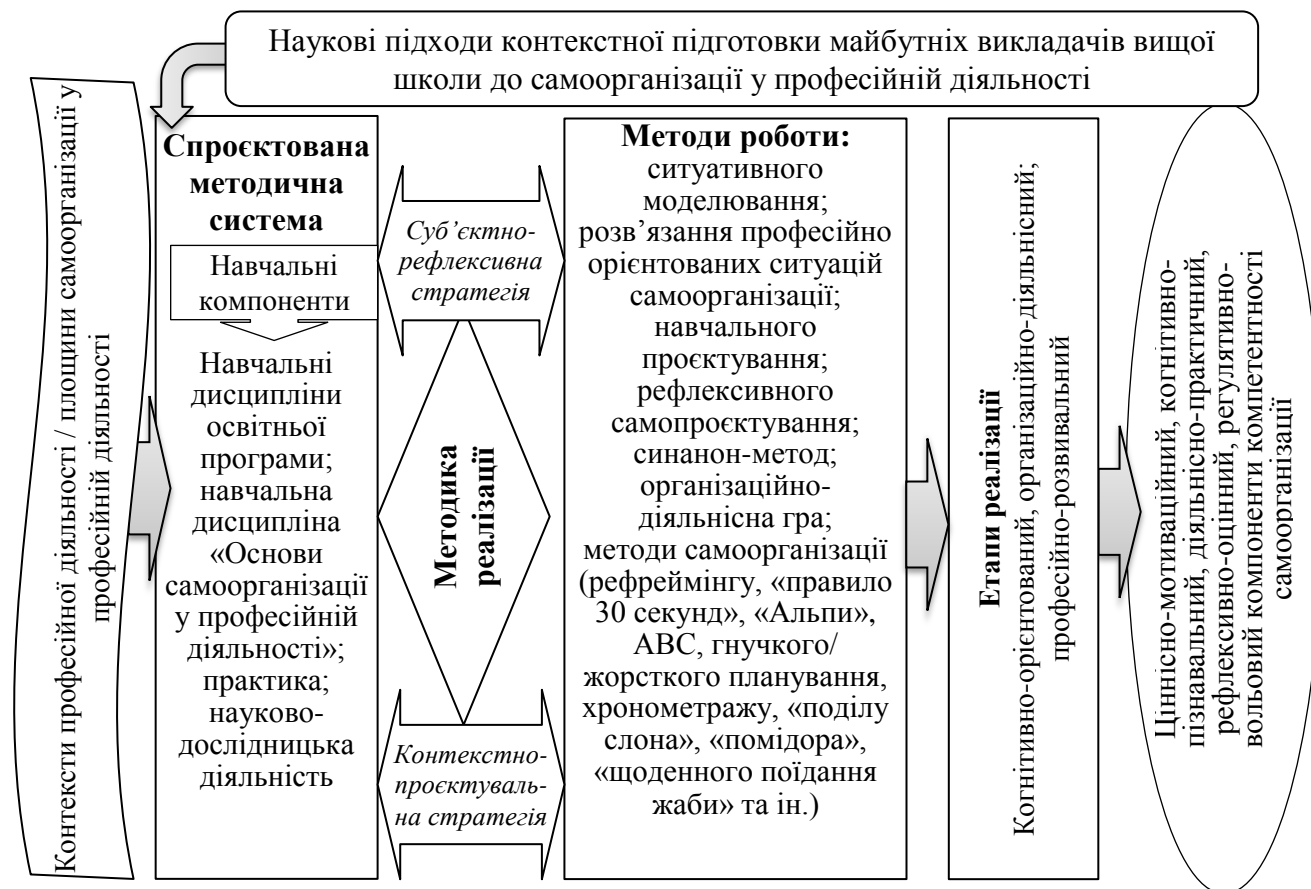 Наукові підходи контекстної підготовки майбутніх викладачів вищої
школи до самоорганізації у професійній діяльності
Контексти професійної діяльності / площини самоорганізації у
професійній діяльності
Спроєктована
методична
система
Навчальні
компоненти
Навчальні
дисципліни
освітньої
програми;
навчальна
дисципліна
«Основи
самоорганізації
у професійній
діяльності»;
практика;
науково-
дослідницька
діяльність
Суб’єктно-
рефлексивна
стратегія
Методика
реалізації
Контекстно-
проєктуваль-
на стратегія
Методи роботи:
ситуативного
моделювання;
розв’язання професійно
орієнтованих ситуацій
самоорганізації;
навчального
проєктування;
рефлексивного
самопроєктування;
синанон-метод;
організаційно-
діяльнісна гра;
методи самоорганізації
(рефреймінгу, «правило
30 секунд», «Альпи»,
АВС, гнучкого/
жорсткого планування,
хронометражу, «поділу
слона», «помідора»,
«щоденного поїдання
жаби» та ін.)
Етапи реалізації
Когнітивно-орієнтований, організаційно-діяльнісний;
професійно-розвивальний
Ціннісно-мотиваційний, когнітивно-
пізнавальний, діяльнісно-практичний,
рефлексивно-оцінний, регулятивно-
вольовий компоненти компетентності
самоорганізації